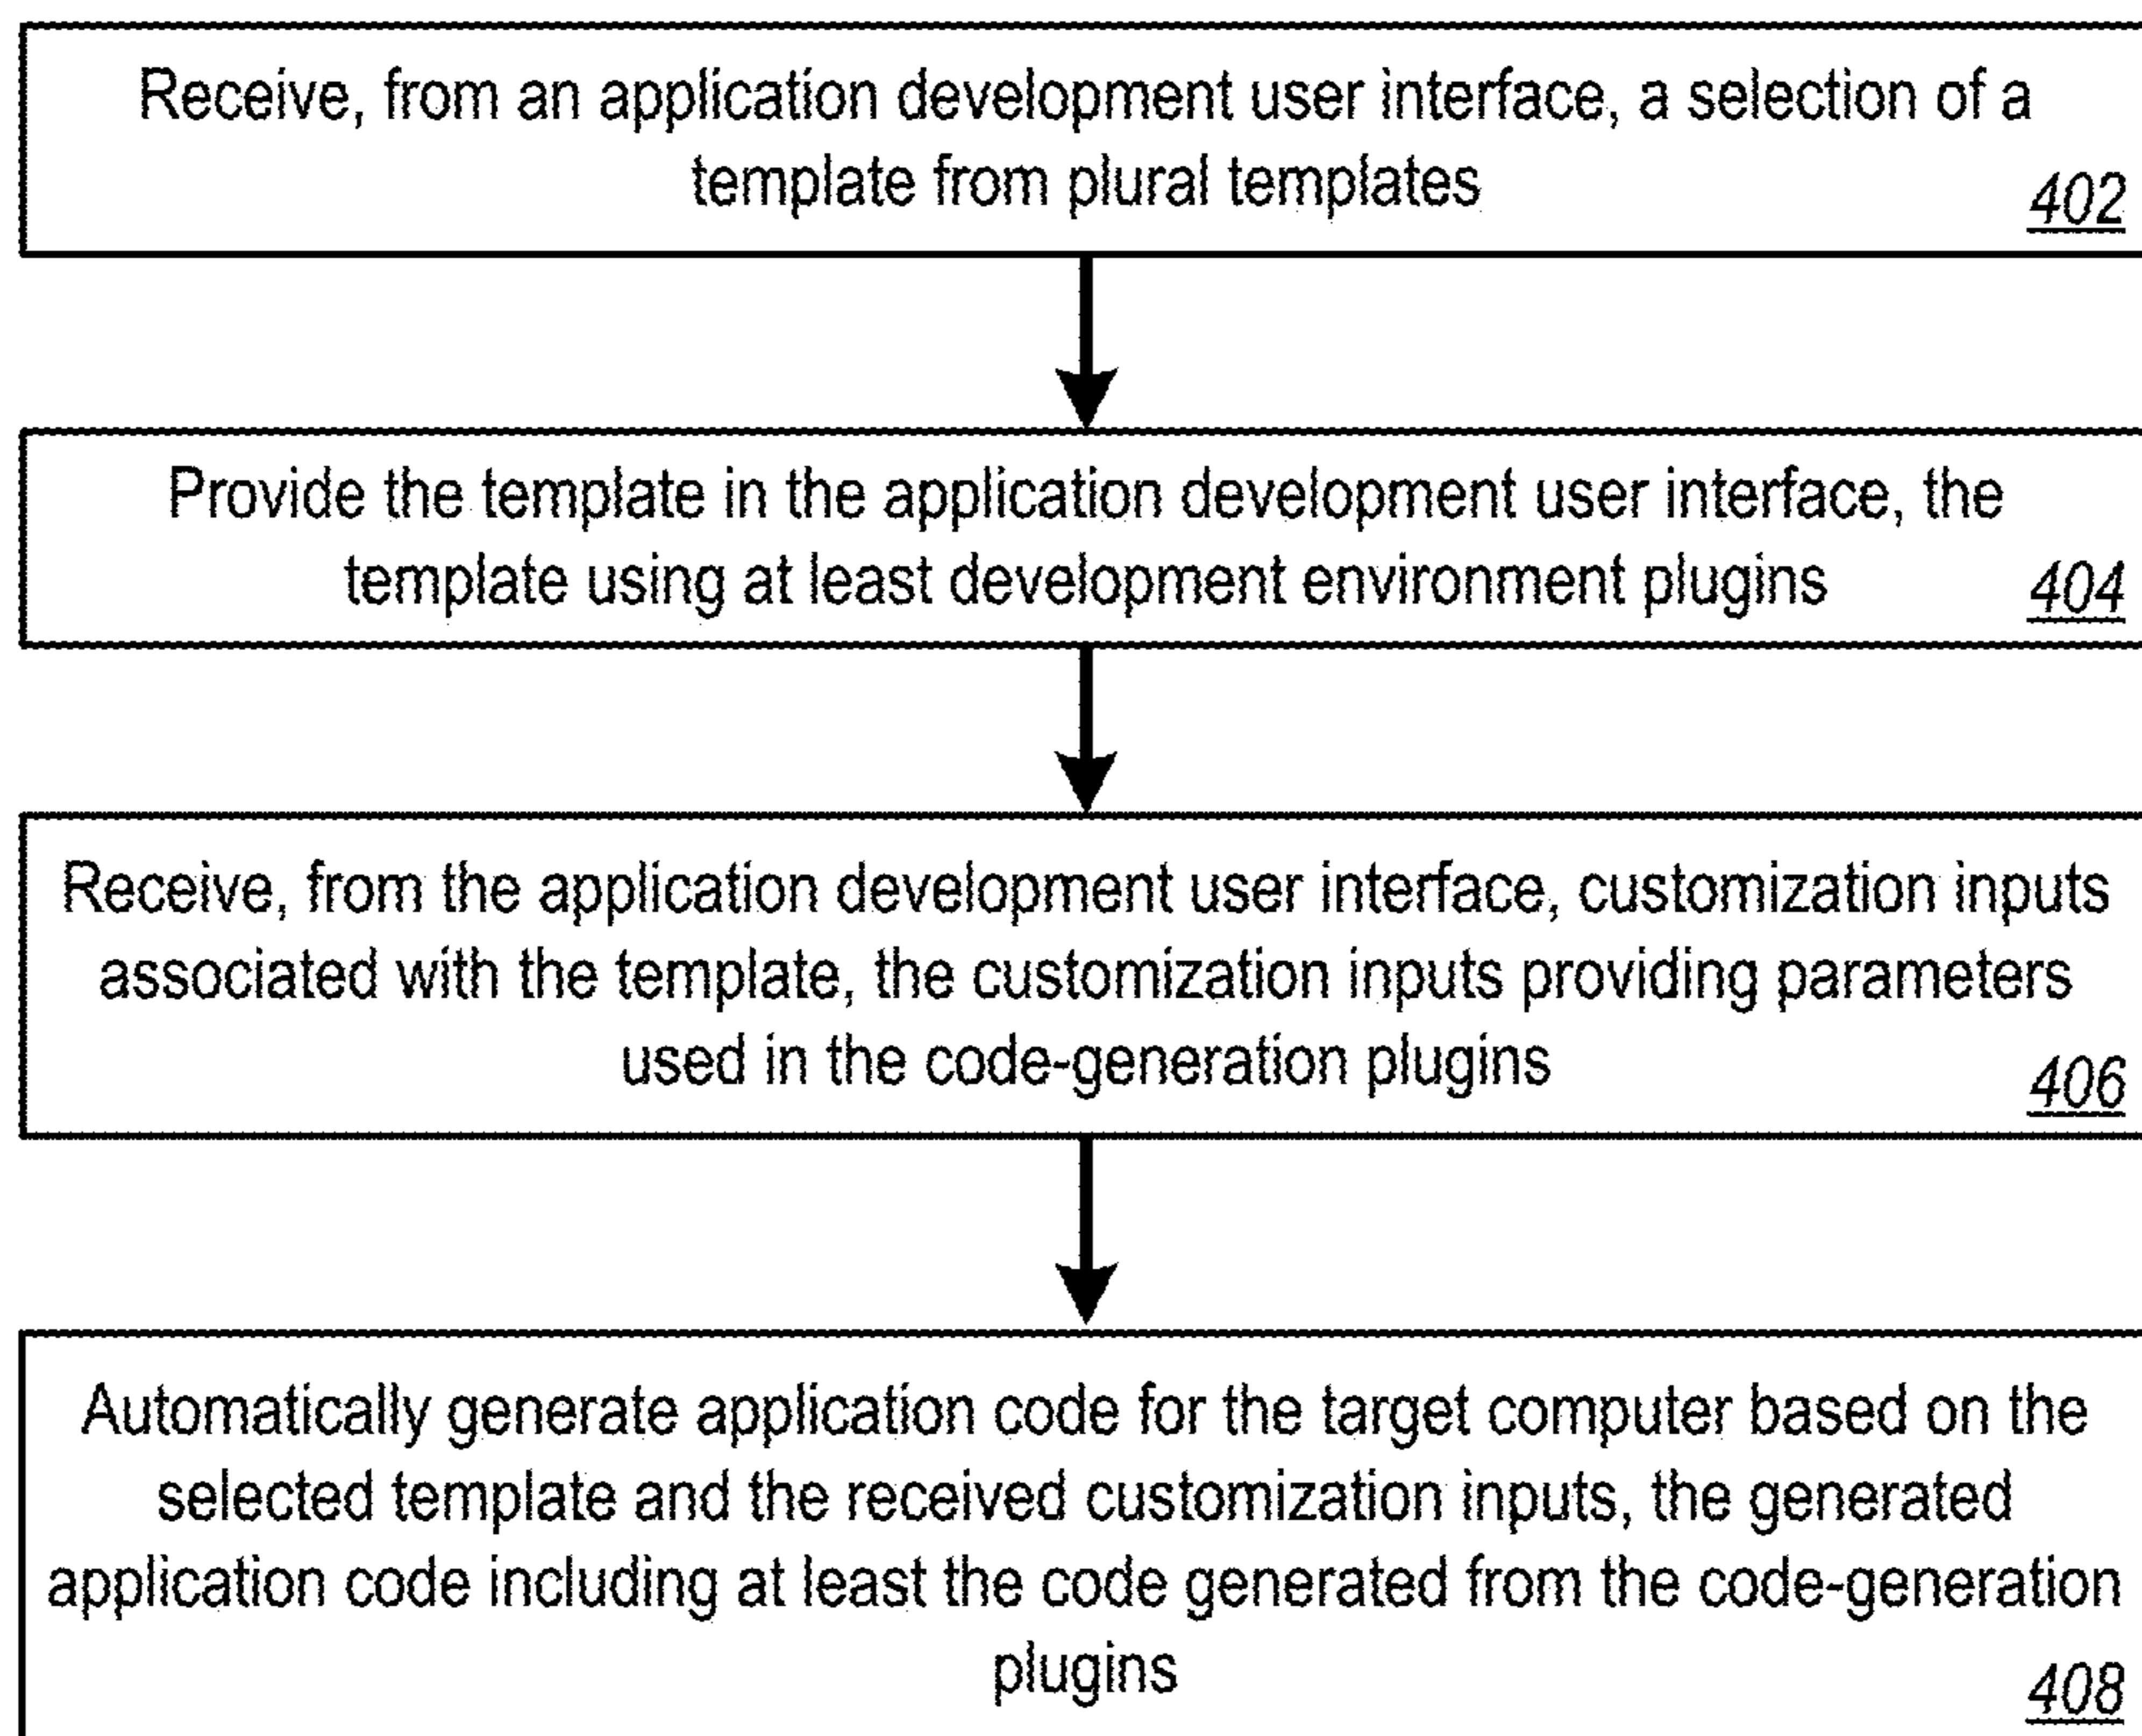 Receive, from an application development user interface, a selection of a
template from plural templates
402
Provide the template in the application development user interface, the
template using at least development environment plugins
404
Receive, from the application development user interface, customization inputs
associated with the template, the customization inputs providing parameters
used in the code-generation plugins
406
Automatically generate application code for the target computer based on the
selected template and the received customization inputs, the generated
application code including at least the code generated from the code-generation
plugins
408